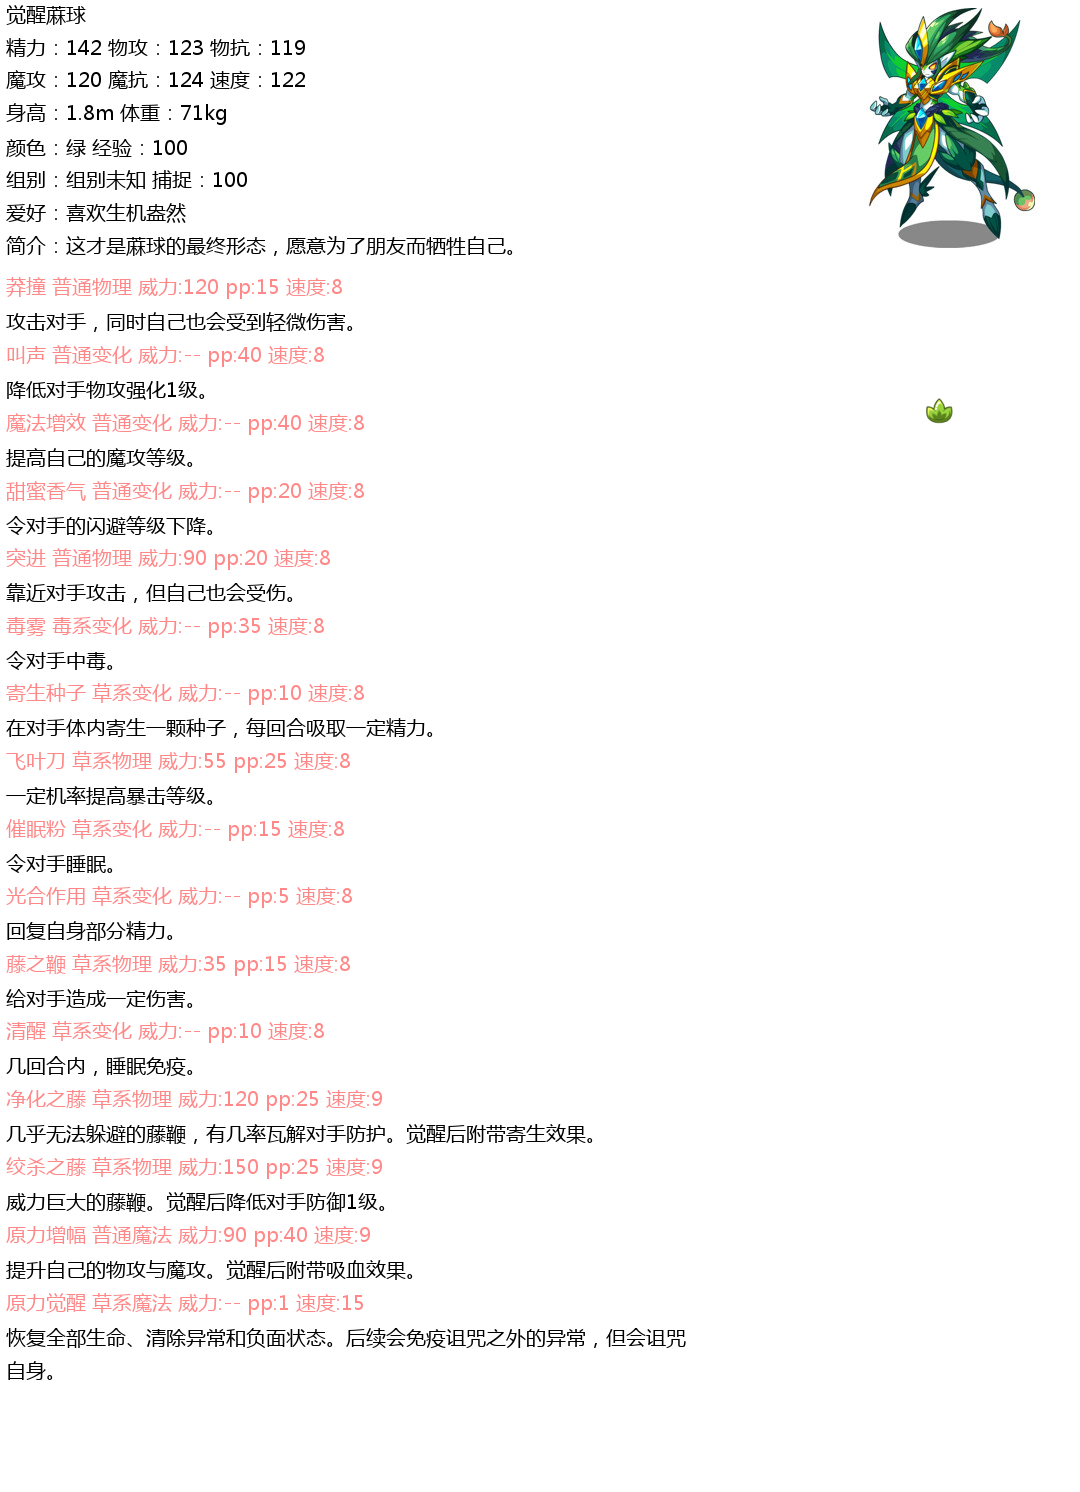 觉醒蔴球
精力：142 物攻：123 物抗：119
魔攻：120 魔抗：124 速度：122
身高：1.8m 体重：71kg
颜色：绿 经验：100
组别：组别未知 捕捉：100
爱好：喜欢生机盎然
简介：这才是蔴球的最终形态，愿意为了朋友而牺牲自己。
莽撞 普通物理 威力:120 pp:15 速度:8
攻击对手，同时自己也会受到轻微伤害。
叫声 普通变化 威力:-- pp:40 速度:8
降低对手物攻强化1级。
魔法增效 普通变化 威力:-- pp:40 速度:8
提高自己的魔攻等级。
甜蜜香气 普通变化 威力:-- pp:20 速度:8
令对手的闪避等级下降。
突进 普通物理 威力:90 pp:20 速度:8
靠近对手攻击，但自己也会受伤。
毒雾 毒系变化 威力:-- pp:35 速度:8
令对手中毒。
寄生种子 草系变化 威力:-- pp:10 速度:8
在对手体内寄生一颗种子，每回合吸取一定精力。
飞叶刀 草系物理 威力:55 pp:25 速度:8
一定机率提高暴击等级。
催眠粉 草系变化 威力:-- pp:15 速度:8
令对手睡眠。
光合作用 草系变化 威力:-- pp:5 速度:8
回复自身部分精力。
藤之鞭 草系物理 威力:35 pp:15 速度:8
给对手造成一定伤害。
清醒 草系变化 威力:-- pp:10 速度:8
几回合内，睡眠免疫。
净化之藤 草系物理 威力:120 pp:25 速度:9
几乎无法躲避的藤鞭，有几率瓦解对手防护。觉醒后附带寄生效果。
绞杀之藤 草系物理 威力:150 pp:25 速度:9
威力巨大的藤鞭。觉醒后降低对手防御1级。
原力增幅 普通魔法 威力:90 pp:40 速度:9
提升自己的物攻与魔攻。觉醒后附带吸血效果。
原力觉醒 草系魔法 威力:-- pp:1 速度:15
恢复全部生命、清除异常和负面状态。后续会免疫诅咒之外的异常，但会诅咒
自身。